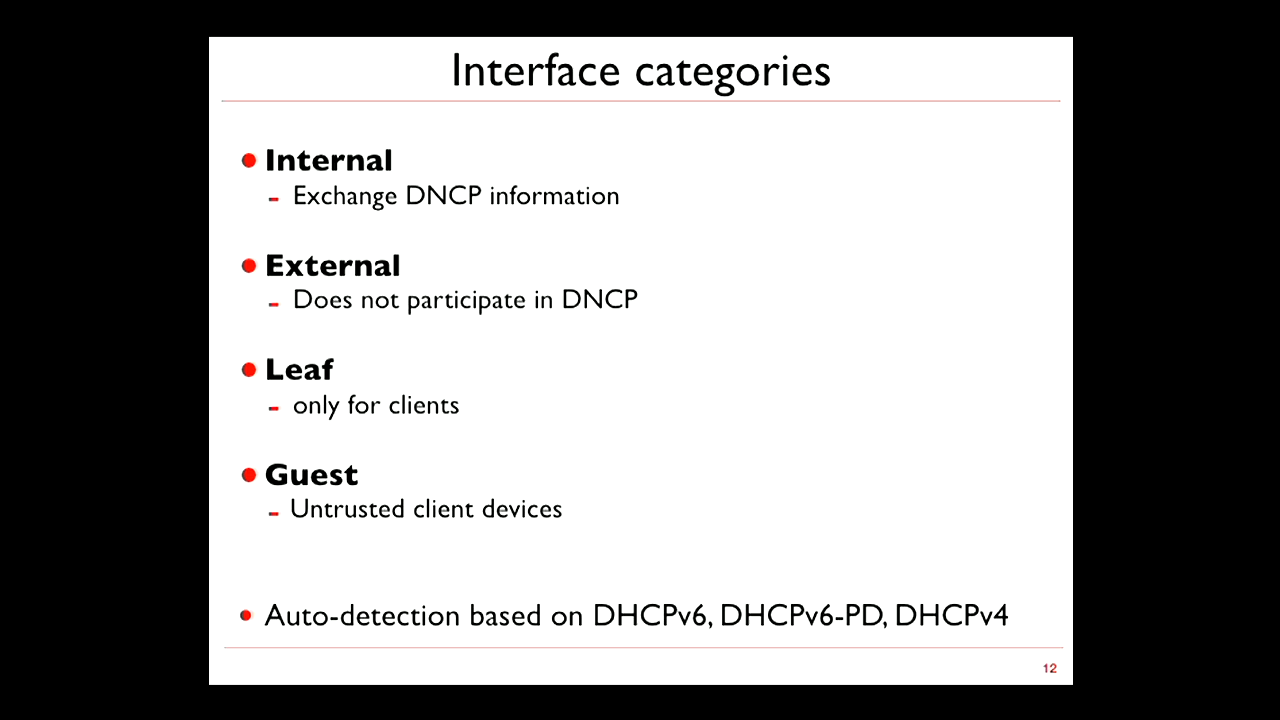 Interface categories
Internal
- Exchange DNCP information
External
- Does not participate in DNCP
Leaf
- only for clients
Guest
- Untrusted client devices
Auto-detection based on DHCPv6, DHCPv6-PD, DHCPv4
12